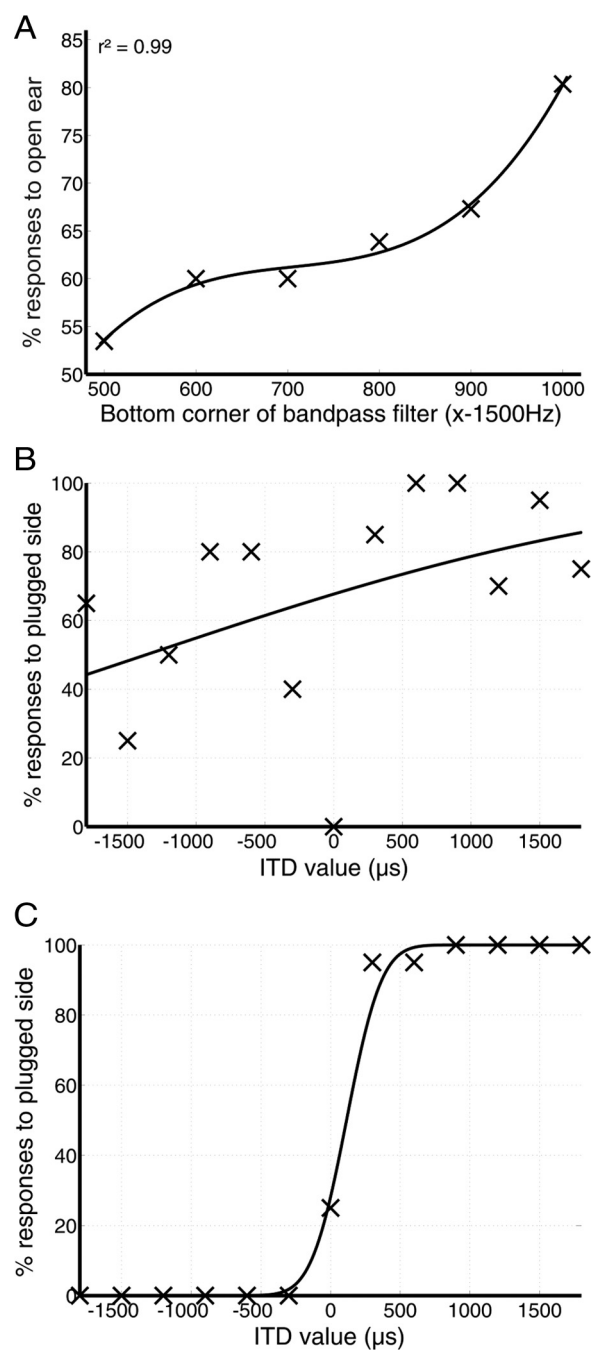 A
r² = 0.99
% responses to open ear
85
80
75
70
65
60
55
50
500 600 700 800 900 1000
Bottom corner of bandpass filter (x-1500Hz)
B
% responses to plugged side
100
80
60
40
20
0
-1500 -1000 -500 0 500 1000 1500
ITD value (µs)
C
% responses to plugged side
100
80
60
40
20
0
-1500 -1000 -500 0 500 1000 1500
ITD value (µs)